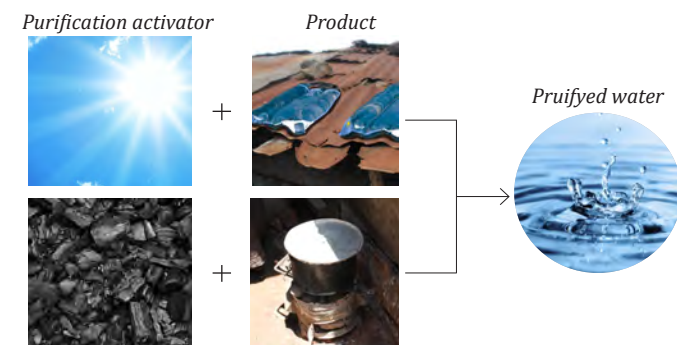 Purification activator
Product
Pruifyed water
+
+